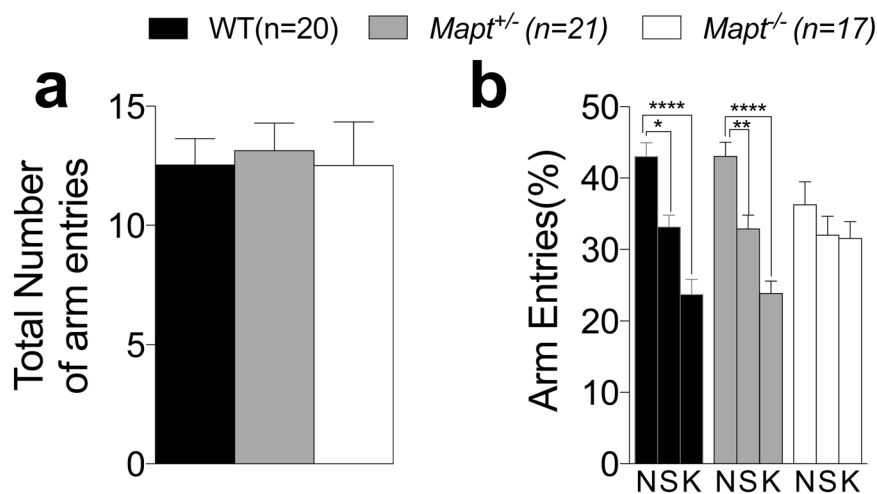 WT(n=20) Mapt+/- (n=21) Mapt-/- (n=17)
a
15
10
5
0
Total Number
of arm entries
b
50
40
30
20
10
0
Arm Entries(%)
****
*
****
**
NSK NSK NSK